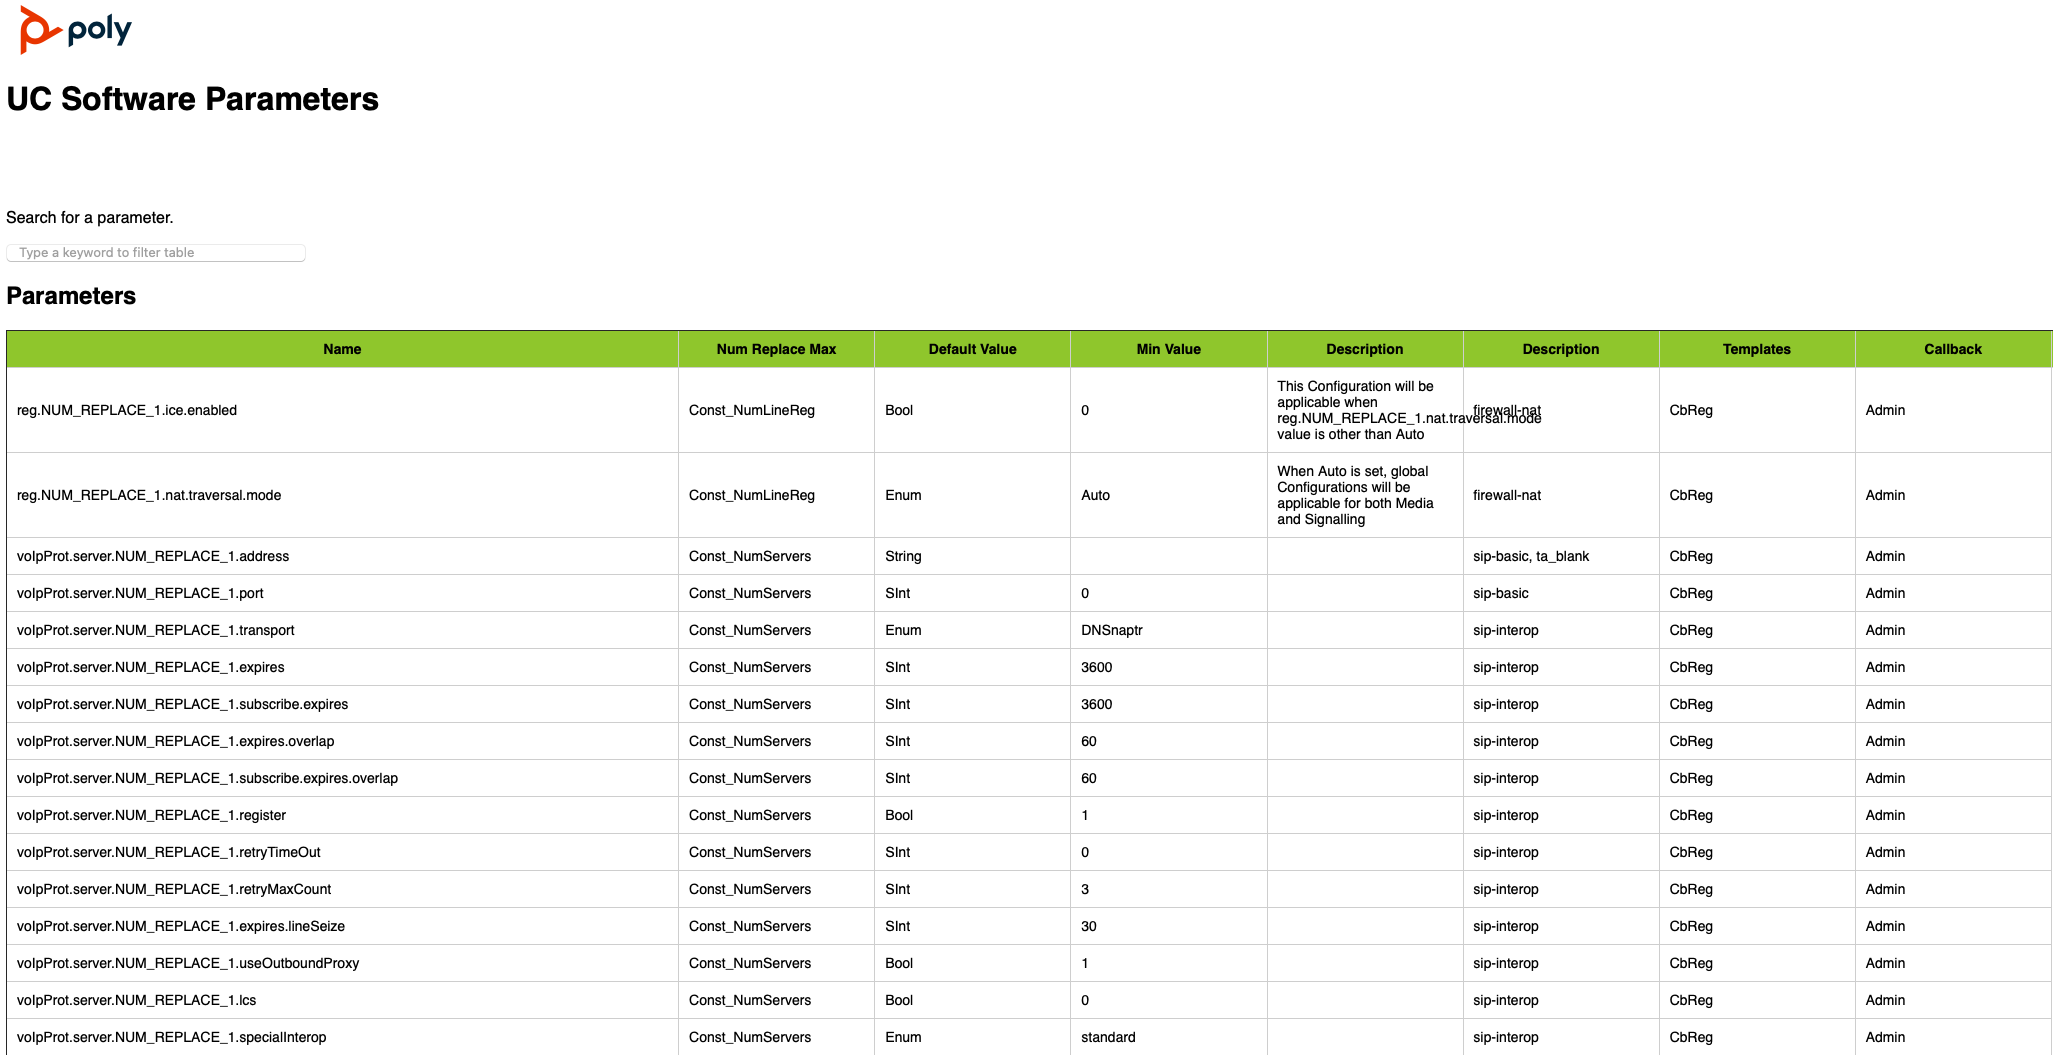 poly
UC Software Parameters
Search for a parameter.
Type a keyword to filter table
Parameters
Name Num Replace Max Default Value Min Value Description Description Templates Callback
reg.NUM_REPLACE_1.ice.enabled Const_NumLineReg Bool 0 This Configuration will be applicable when reg.NUM_REPLACE_1.nat.traversal.mode value is other than Auto firewall-nat CbReg Admin
reg.NUM_REPLACE_1.nat.traversal.mode Const_NumLineReg Enum Auto When Auto is set, global Configurations will be applicable for both Media and Signalling firewall-nat CbReg Admin
voIpProt.server.NUM_REPLACE_1.address Const_NumServers String sip-basic, ta_blank CbReg Admin
voIpProt.server.NUM_REPLACE_1.port Const_NumServers SInt 0 sip-basic CbReg Admin
voIpProt.server.NUM_REPLACE_1.transport Const_NumServers Enum DNSnaptr sip-interop CbReg Admin
voIpProt.server.NUM_REPLACE_1.expires Const_NumServers SInt 3600 sip-interop CbReg Admin
voIpProt.server.NUM_REPLACE_1.subscribe.expires Const_NumServers SInt 3600 sip-interop CbReg Admin
voIpProt.server.NUM_REPLACE_1.expires.overlap Const_NumServers SInt 60 sip-interop CbReg Admin
voIpProt.server.NUM_REPLACE_1.subscribe.expires.overlap Const_NumServers SInt 60 sip-interop CbReg Admin
voIpProt.server.NUM_REPLACE_1.register Const_NumServers Bool 1 sip-interop CbReg Admin
voIpProt.server.NUM_REPLACE_1.retryTimeOut Const_NumServers SInt 0 sip-interop CbReg Admin
voIpProt.server.NUM_REPLACE_1.retryMaxCount Const_NumServers SInt 3 sip-interop CbReg Admin
voIpProt.server.NUM_REPLACE_1.expires.lineSeize Const_NumServers SInt 30 sip-interop CbReg Admin
voIpProt.server.NUM_REPLACE_1.useOutboundProxy Const_NumServers Bool 1 sip-interop CbReg Admin
voIpProt.server.NUM_REPLACE_1.lcs Const_NumServers Bool 0 sip-interop CbReg Admin
voIpProt.server.NUM_REPLACE_1.specialInterop Const_NumServers Enum standard sip-interop CbReg Admin